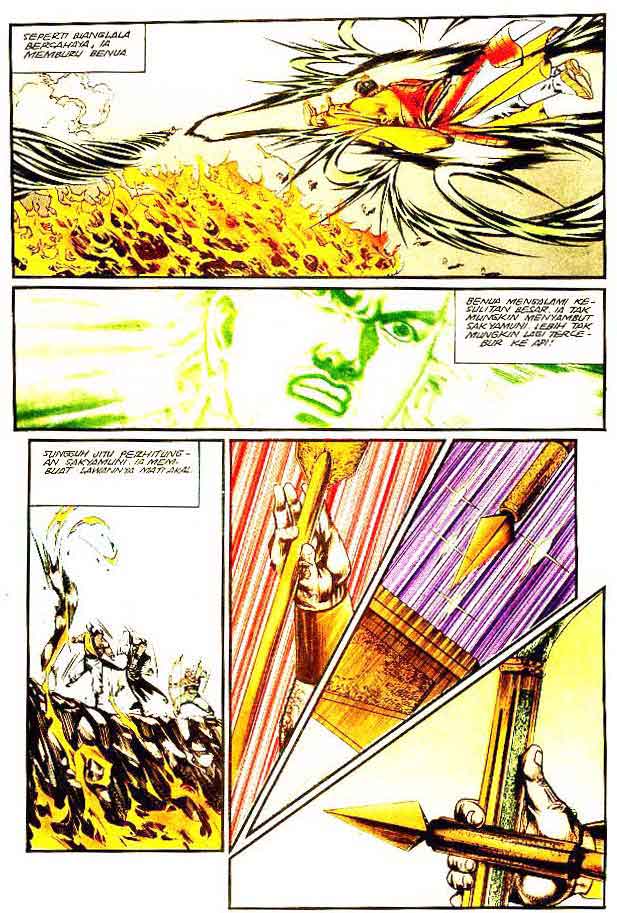 SEPERTI BIANGLALA
BERCAHAYA, IA
MEMBURU BENUA
BENUA MENGALAMI KE-
SULITAN BESAR. IA TAK
MUNGKIN MENYAMBUT
SAKYAMUNI. LEBIH TAK
MUNGKIN LAGI TERCE-
BUR KE API!
SUNGGUH JITU PERHITUNG-
AN SAKYAMUNI. IA MEM-
BUAT LAWANNYA MATI AKAL.